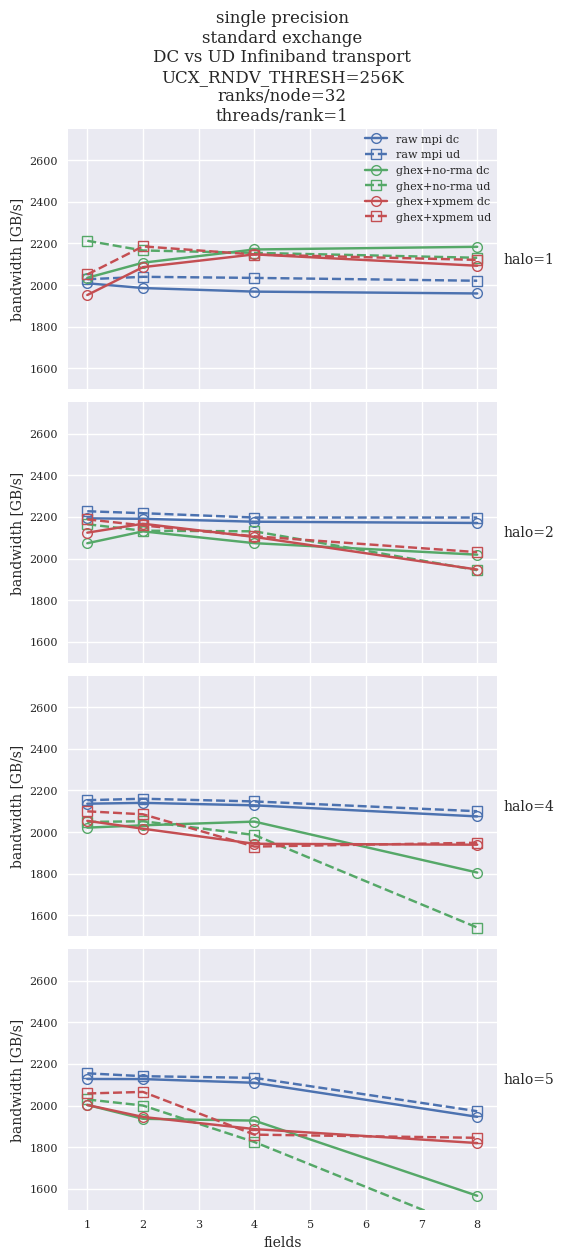 single precision
standard exchange
DC vs UD Infiniband transport
UCX_RNDV_THRESH=256K
ranks/node=32
threads/rank=1
raw mpi dc
raw mpi ud
ghex+no-rma dc
ghex+no-rma ud
ghex+xpmem dc
ghex+xpmem ud
2600
2400
2200
2000
1800
1600
bandwidth [GB/s]
halo=1
2600
2400
2200
2000
1800
1600
bandwidth [GB/s]
halo=2
2600
2400
2200
2000
1800
1600
bandwidth [GB/s]
halo=4
2600
2400
2200
2000
1800
1600
bandwidth [GB/s]
halo=5
1 2 3 4 5 6 7 8
fields